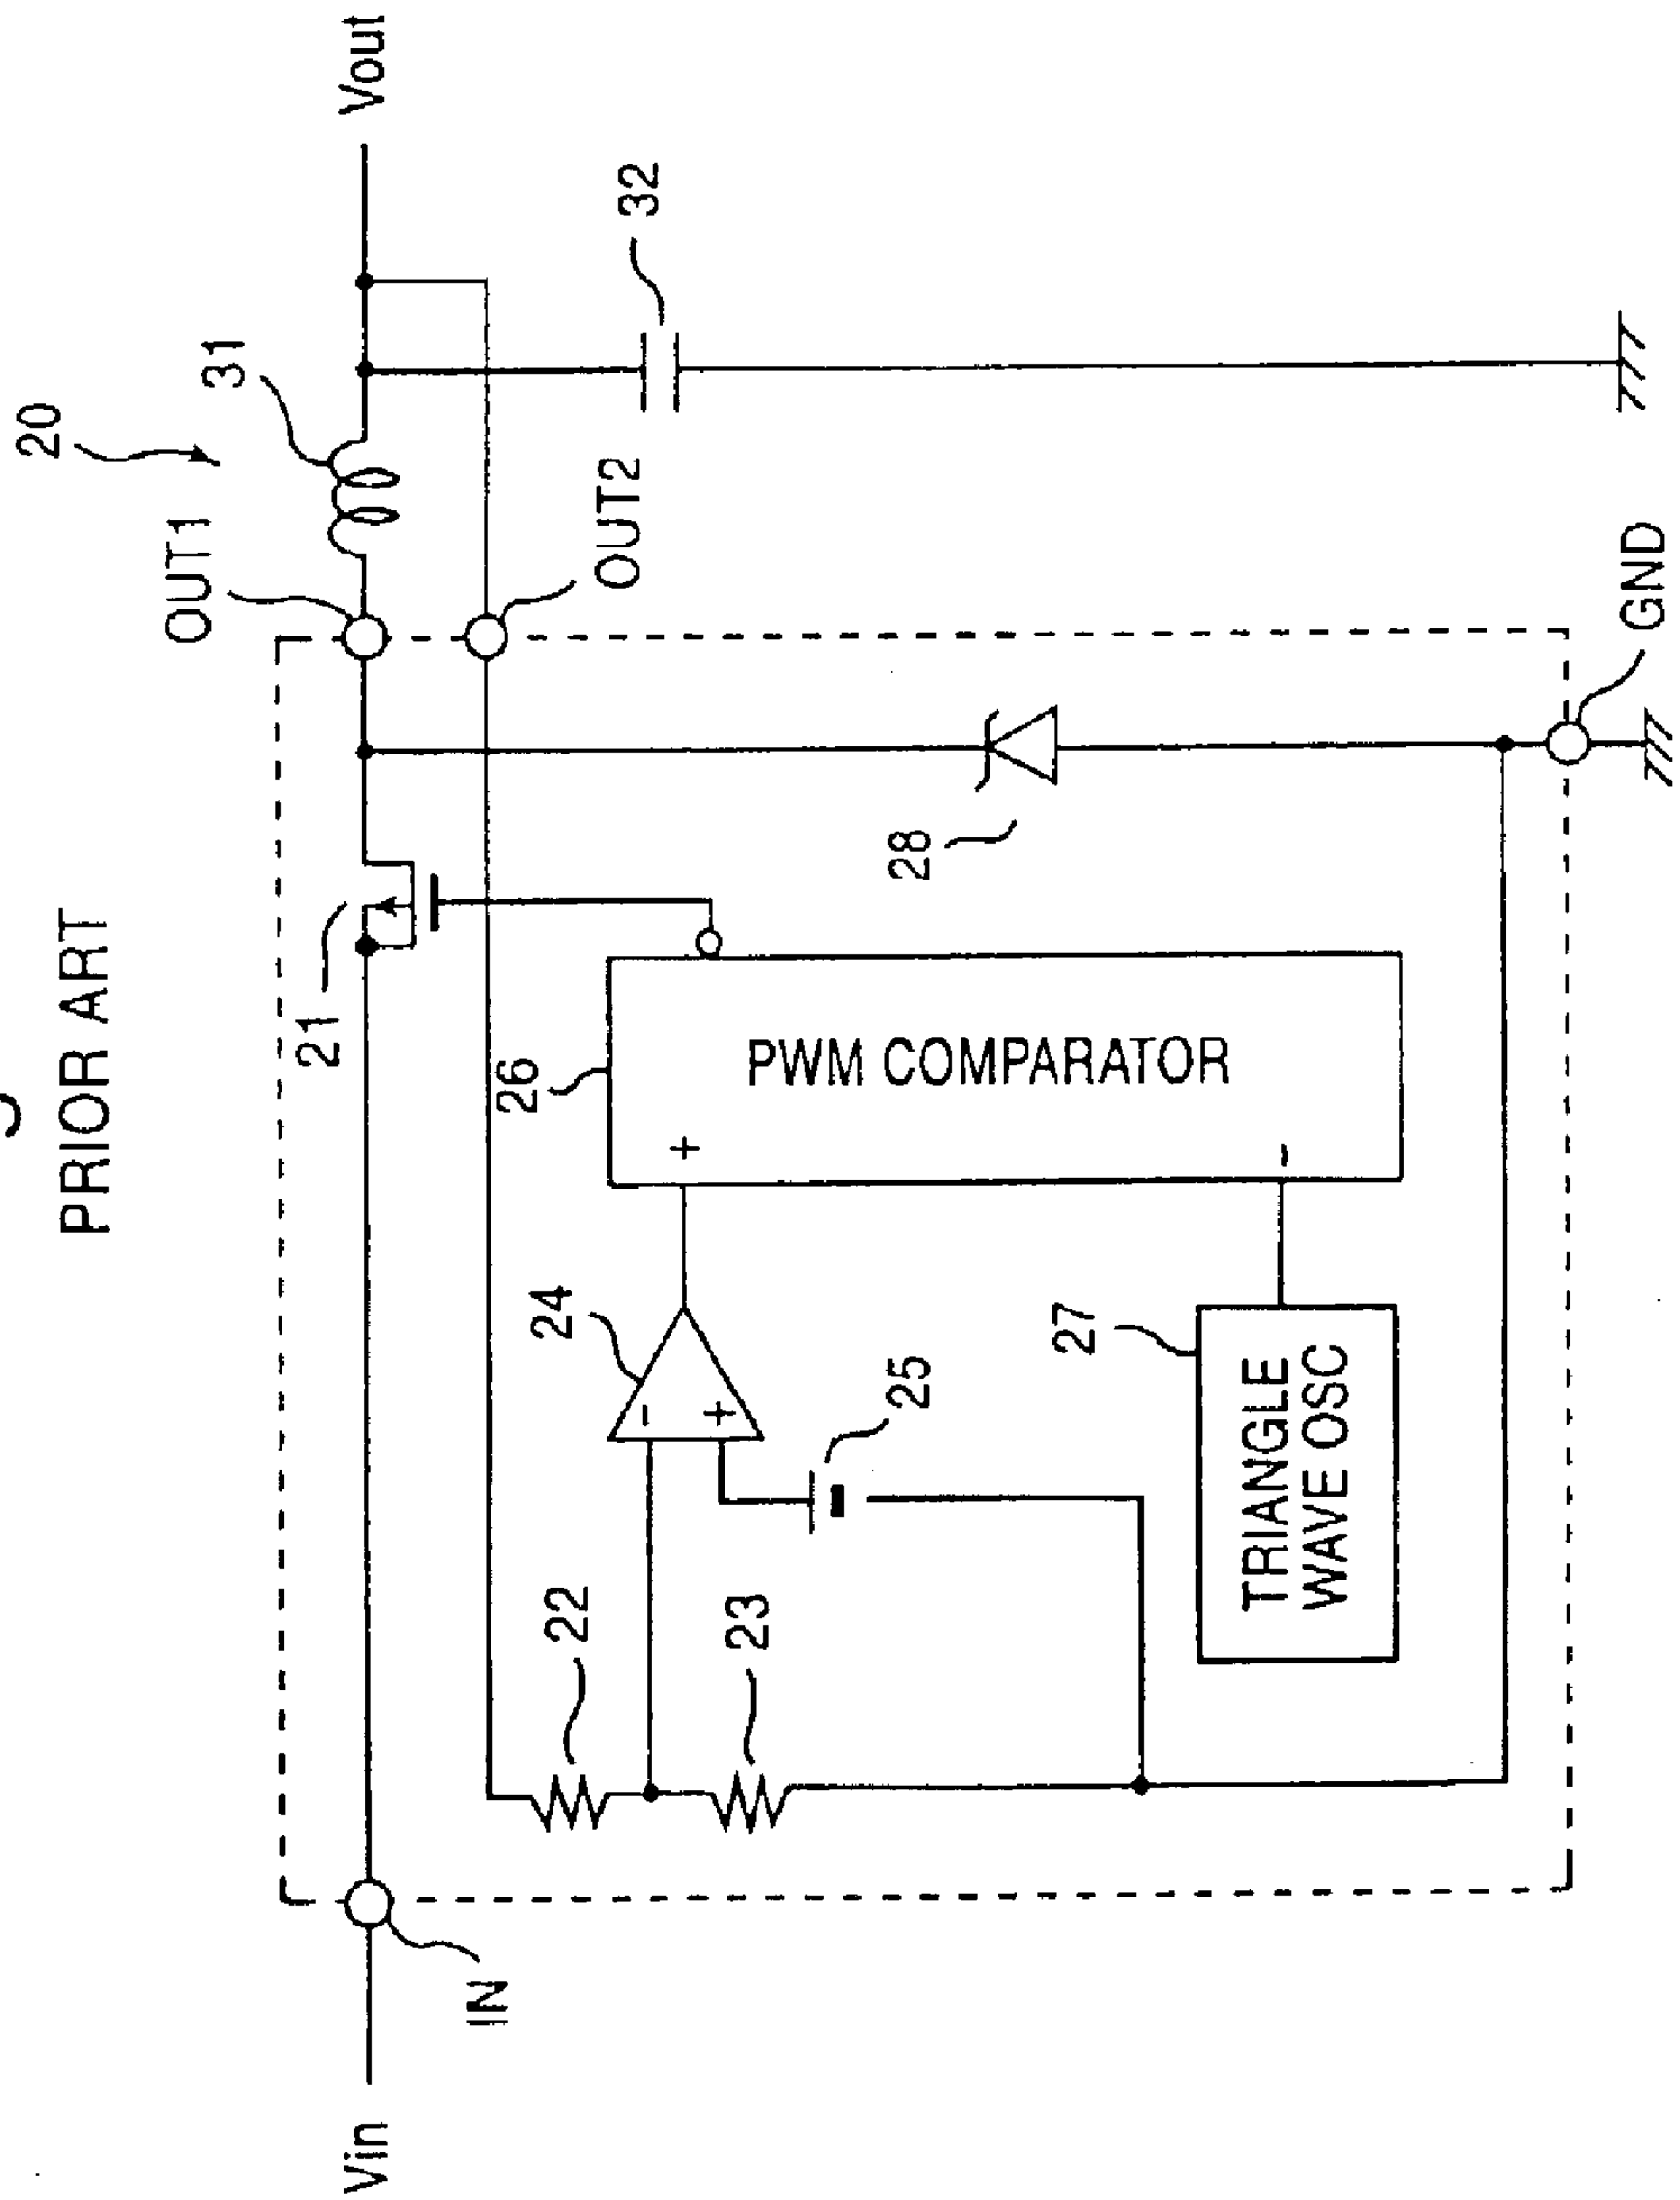 PRIOR ART
20
OUT1
31
Vout
21
Vin
IN
26
OUT2
32
22
24
23
+
PWM COMPARATOR
-
+
-
25
28
27
TRIANGLE
WAVE OSC
GND